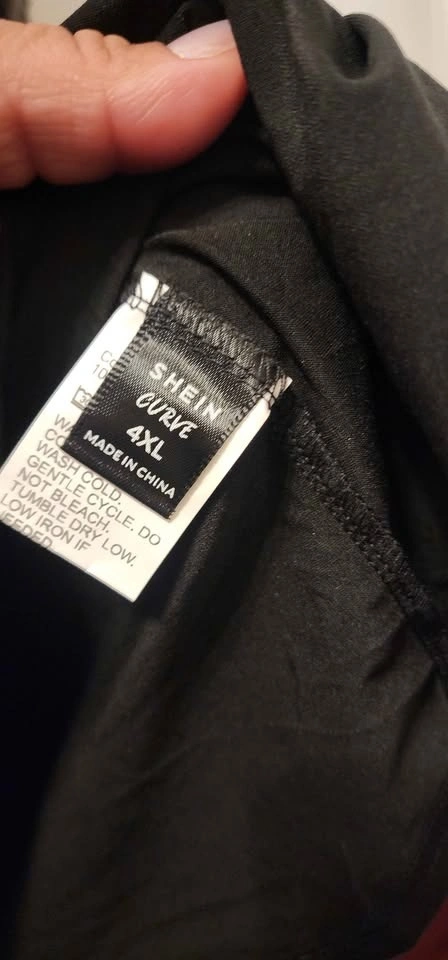 SHEIN
CURVE
4XL
MADE IN CHINA
WASH COLD.
GENTLE CYCLE. DO
NOT BLEACH.
TUMBLE DRY LOW.
LOW IRON IF